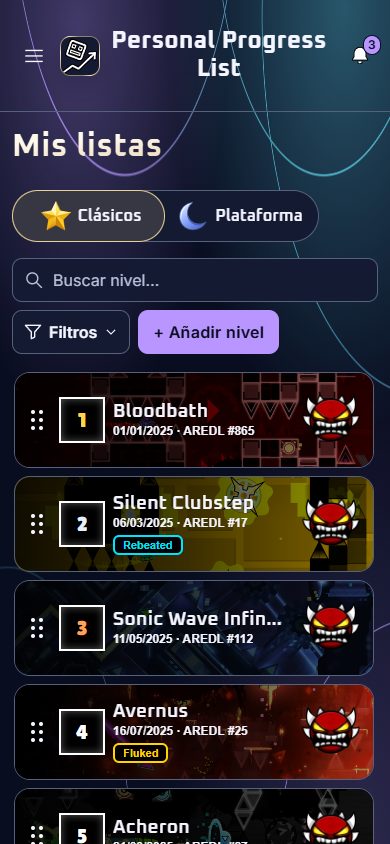 Personal Progress
List
3
Mis listas
Clásicos
Plataforma
Buscar nivel...
Filtros
+ Añadir nivel
1
Bloodbath
01/01/2025 · AREDL #865
2
Silent Clubstep
06/03/2025 · AREDL #17
Rebeated
3
Sonic Wave Infin...
11/05/2025 · AREDL #112
4
Avernus
16/07/2025 · AREDL #25
Fluked
5
Acheron